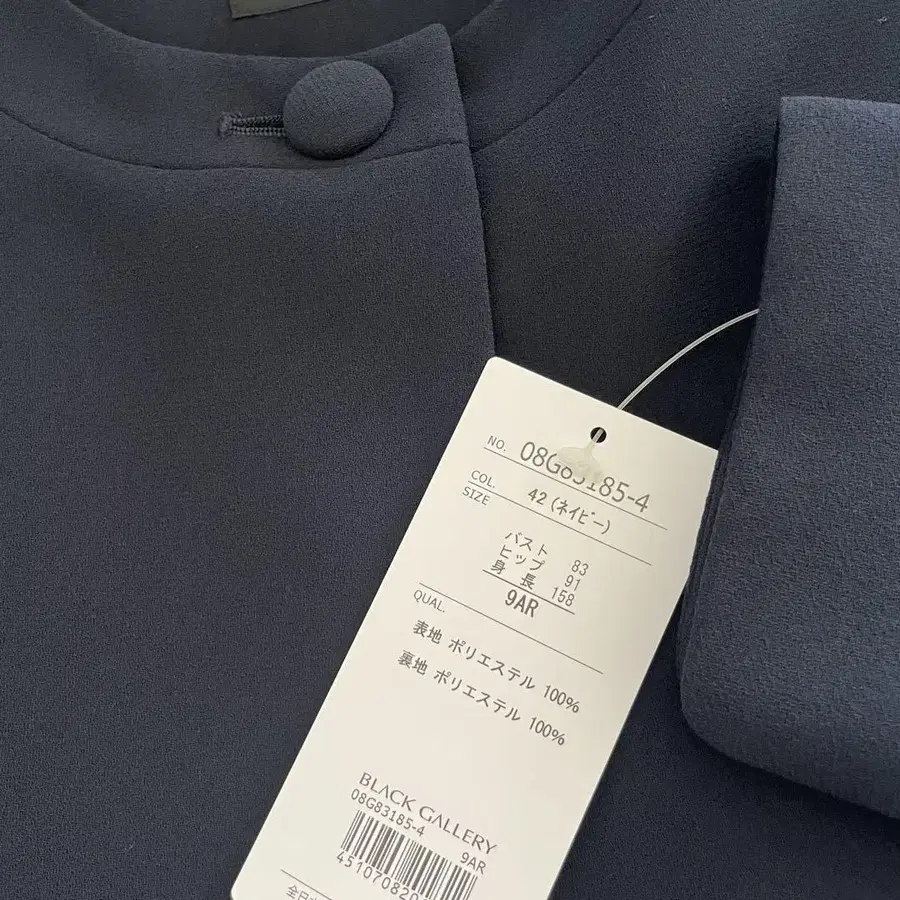 NO. 08G83185-4
COL. 42(ネイビー)
SIZE
バスト 83
ヒップ 91
身長 158
9AR
QUAL.
表地 ポリエステル 100%
裏地 ポリエステル 100%
BLACK GALLERY
08G83185-4 9AR